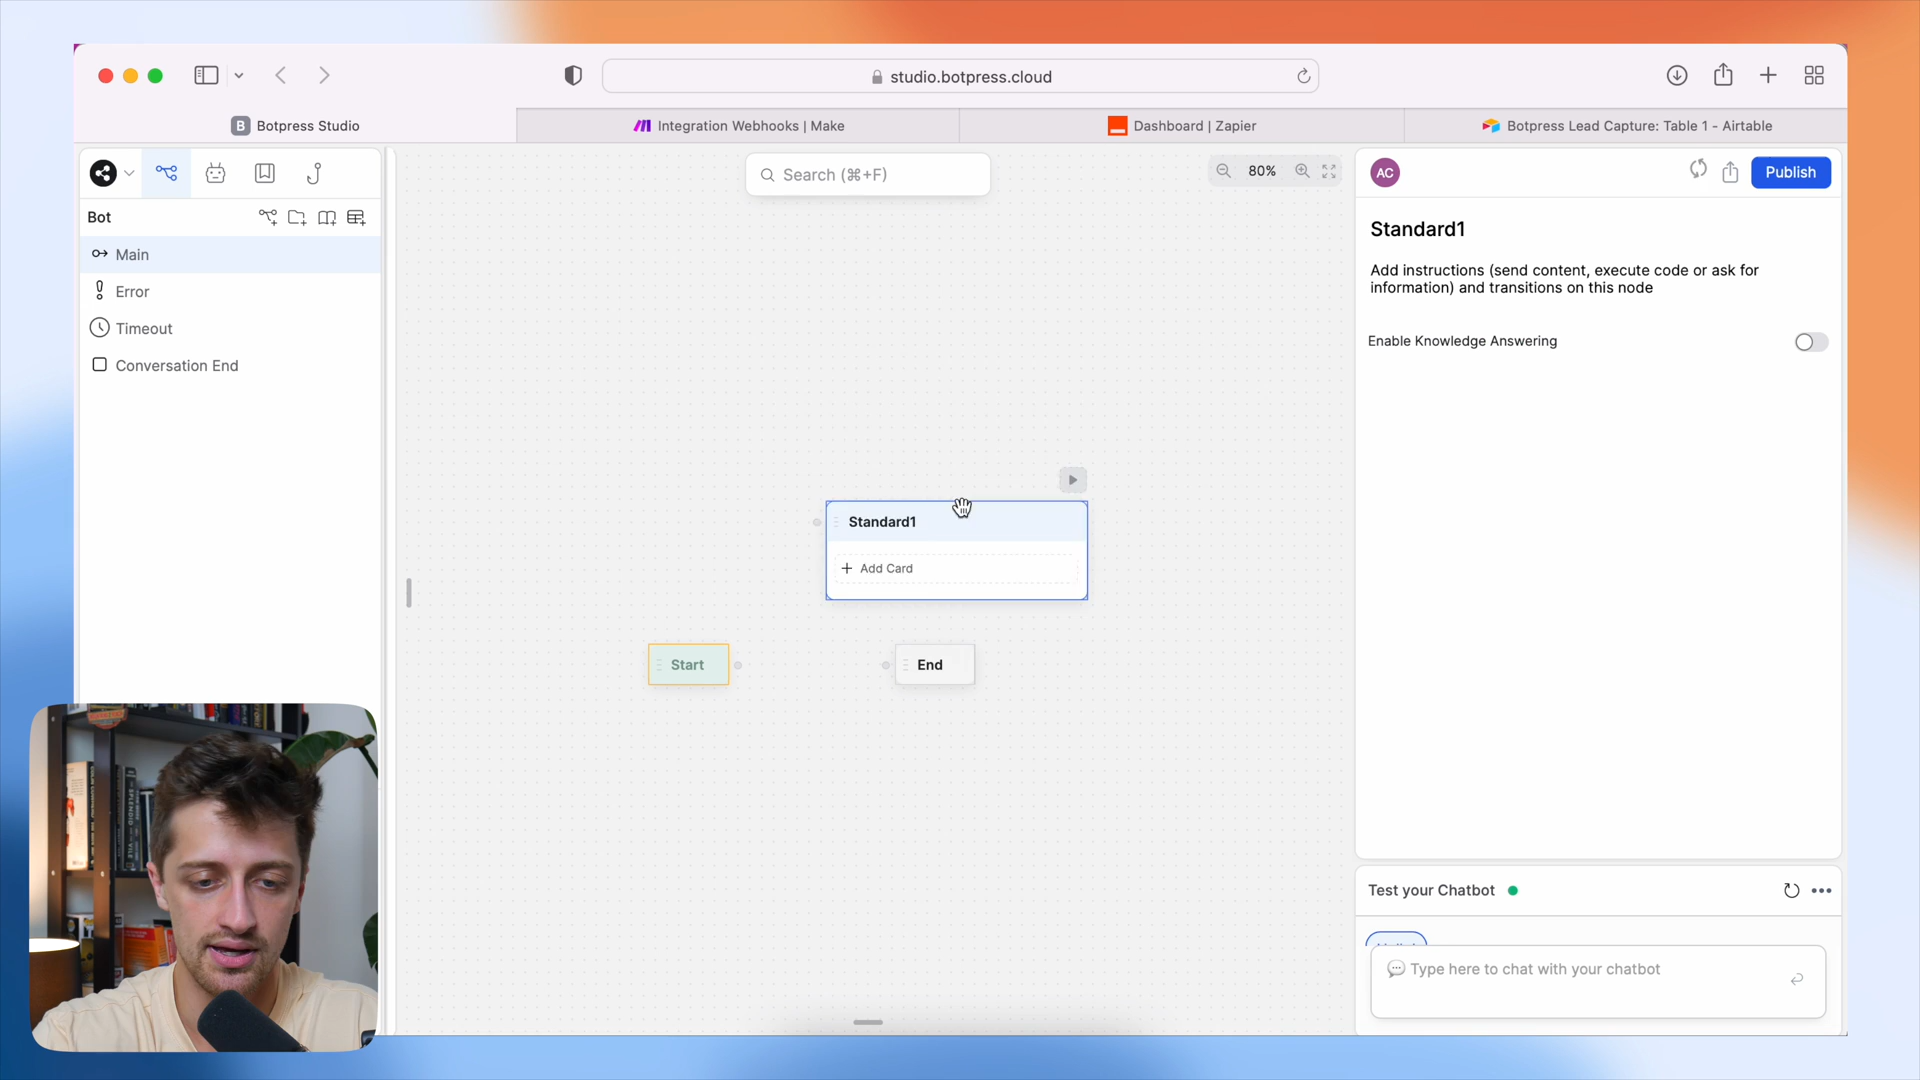 studio.botpress.cloud
B Botpress Studio
Integration Webhooks | Make
Dashboard | Zapier
Botpress Lead Capture: Table 1 - Airtable
Search (⌘+F)
80%
AC
Publish
Bot
Main
Error
Timeout
Conversation End
Standard1
Add instructions (send content, execute code or ask for
information) and transitions on this node
Enable Knowledge Answering
Standard1
+ Add Card
Start
End
Test your Chatbot
💬 Type here to chat with your chatbot